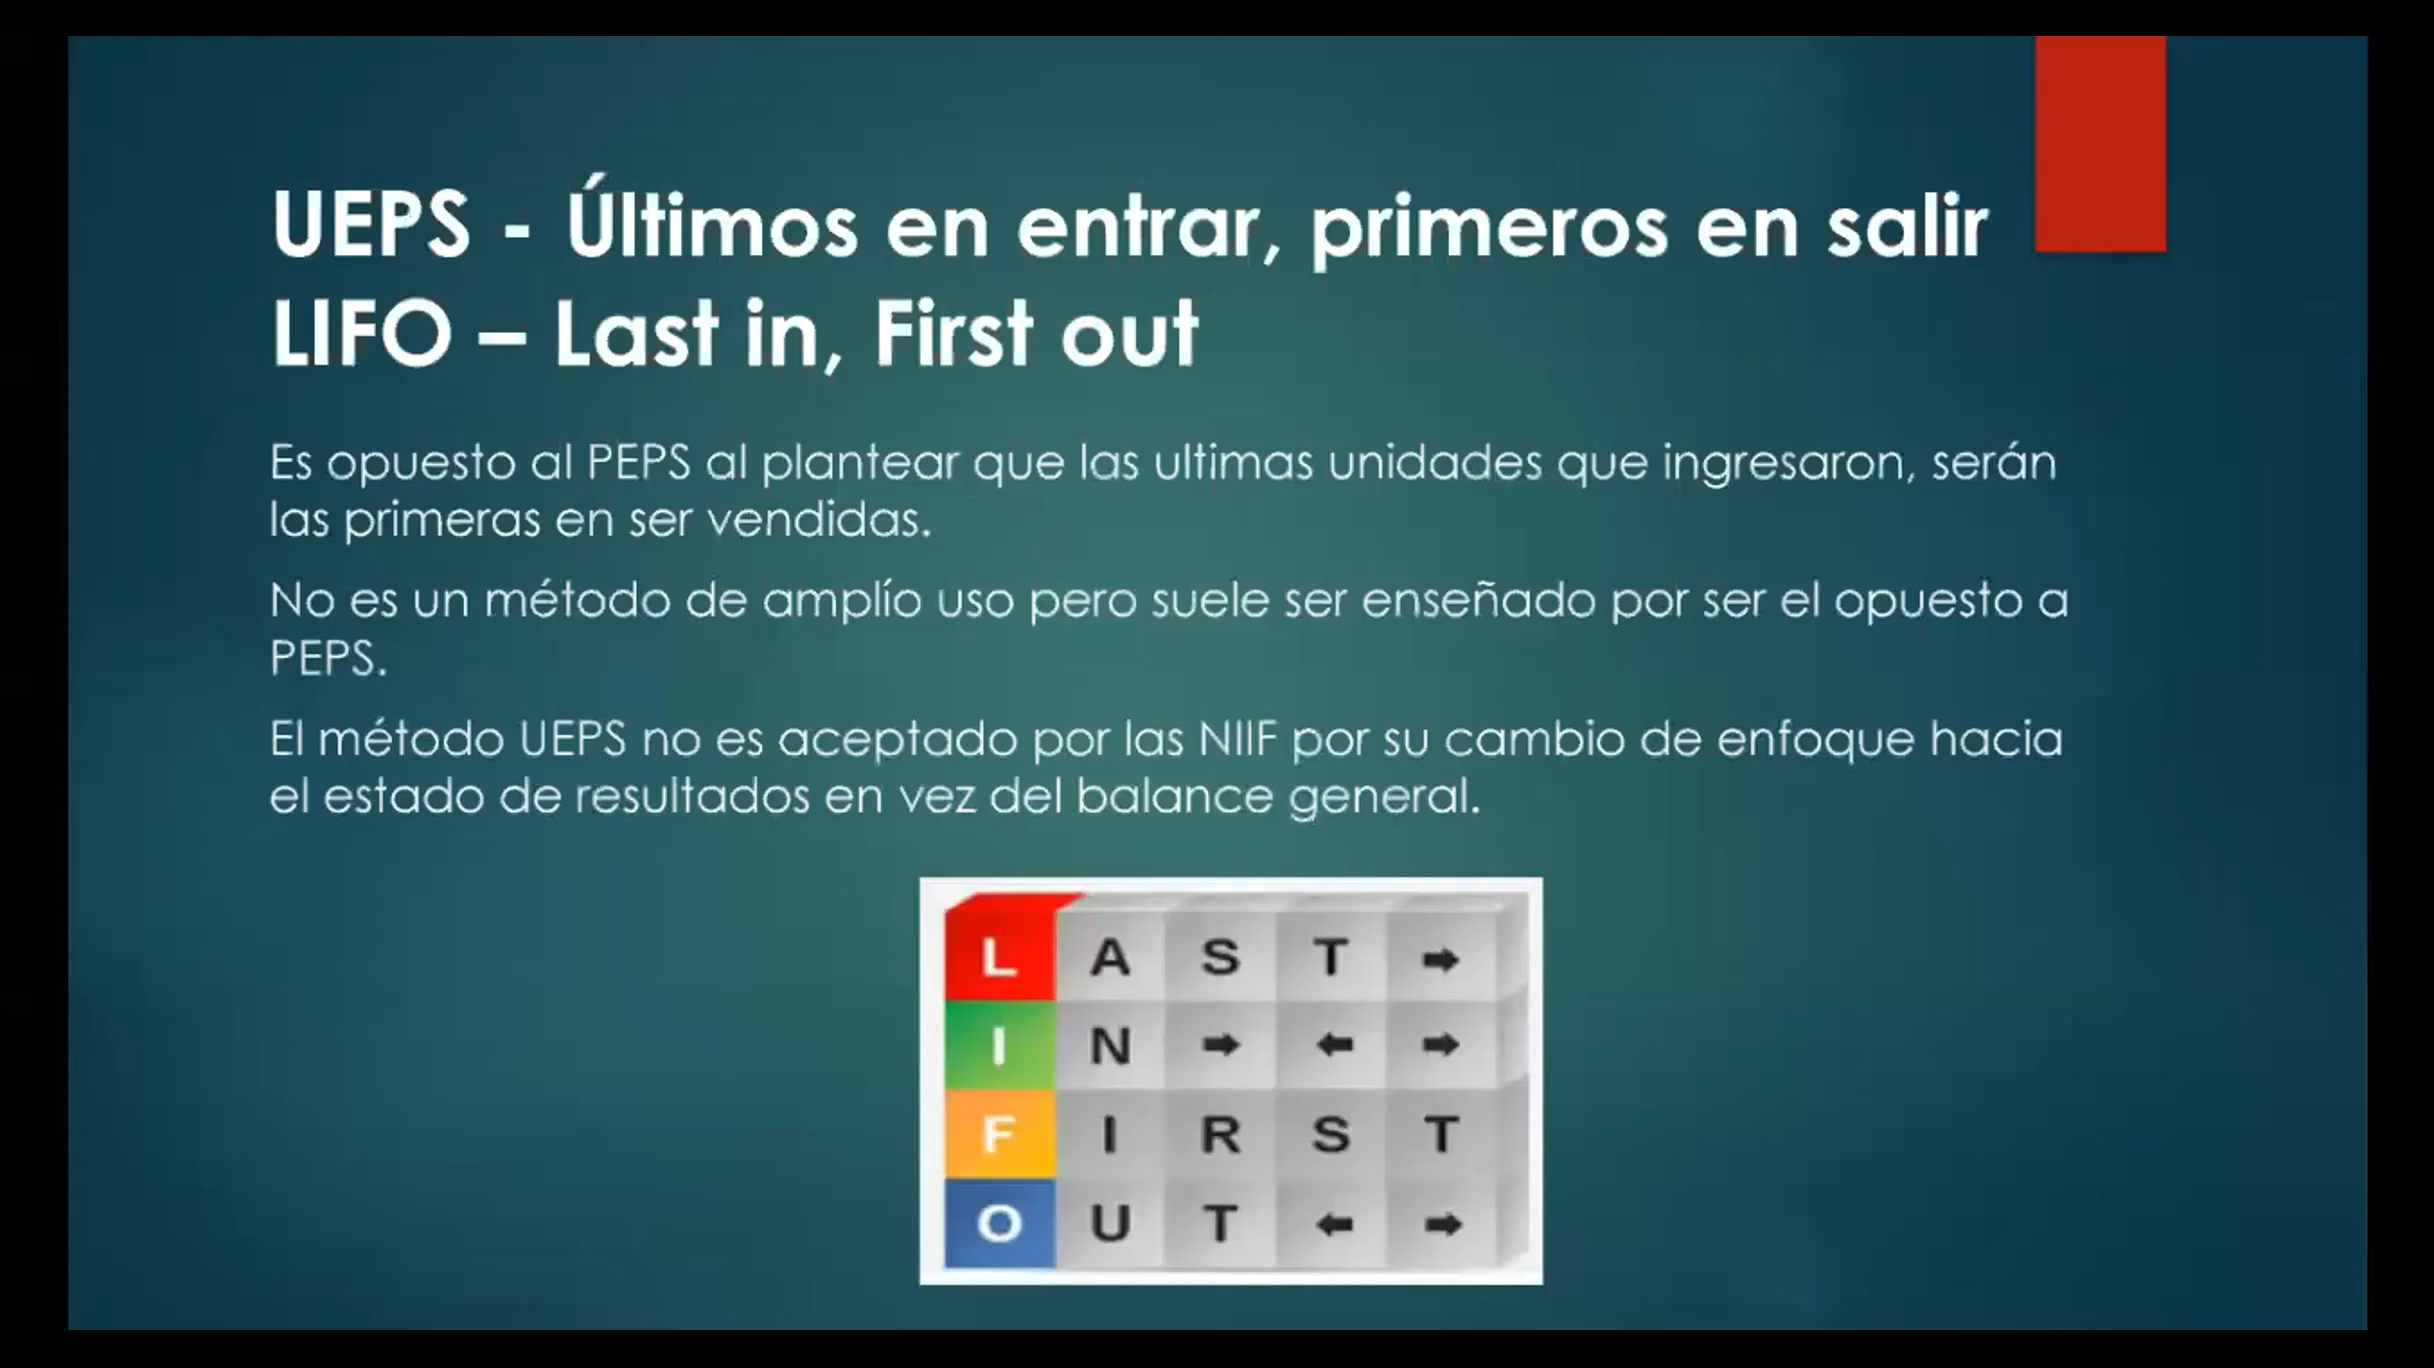 UEPS - Últimos en entrar, primeros en salir
LIFO – Last in, First out
Es opuesto al PEPS al plantear que las ultimas unidades que ingresaron, serán
las primeras en ser vendidas.
No es un método de amplío uso pero suele ser enseñado por ser el opuesto a
PEPS.
El método UEPS no es aceptado por las NIIF por su cambio de enfoque hacia
el estado de resultados en vez del balance general.
L A S T ➡
I N ➡ ⬅ ➡
F I R S T
O U T ⬅ ➡